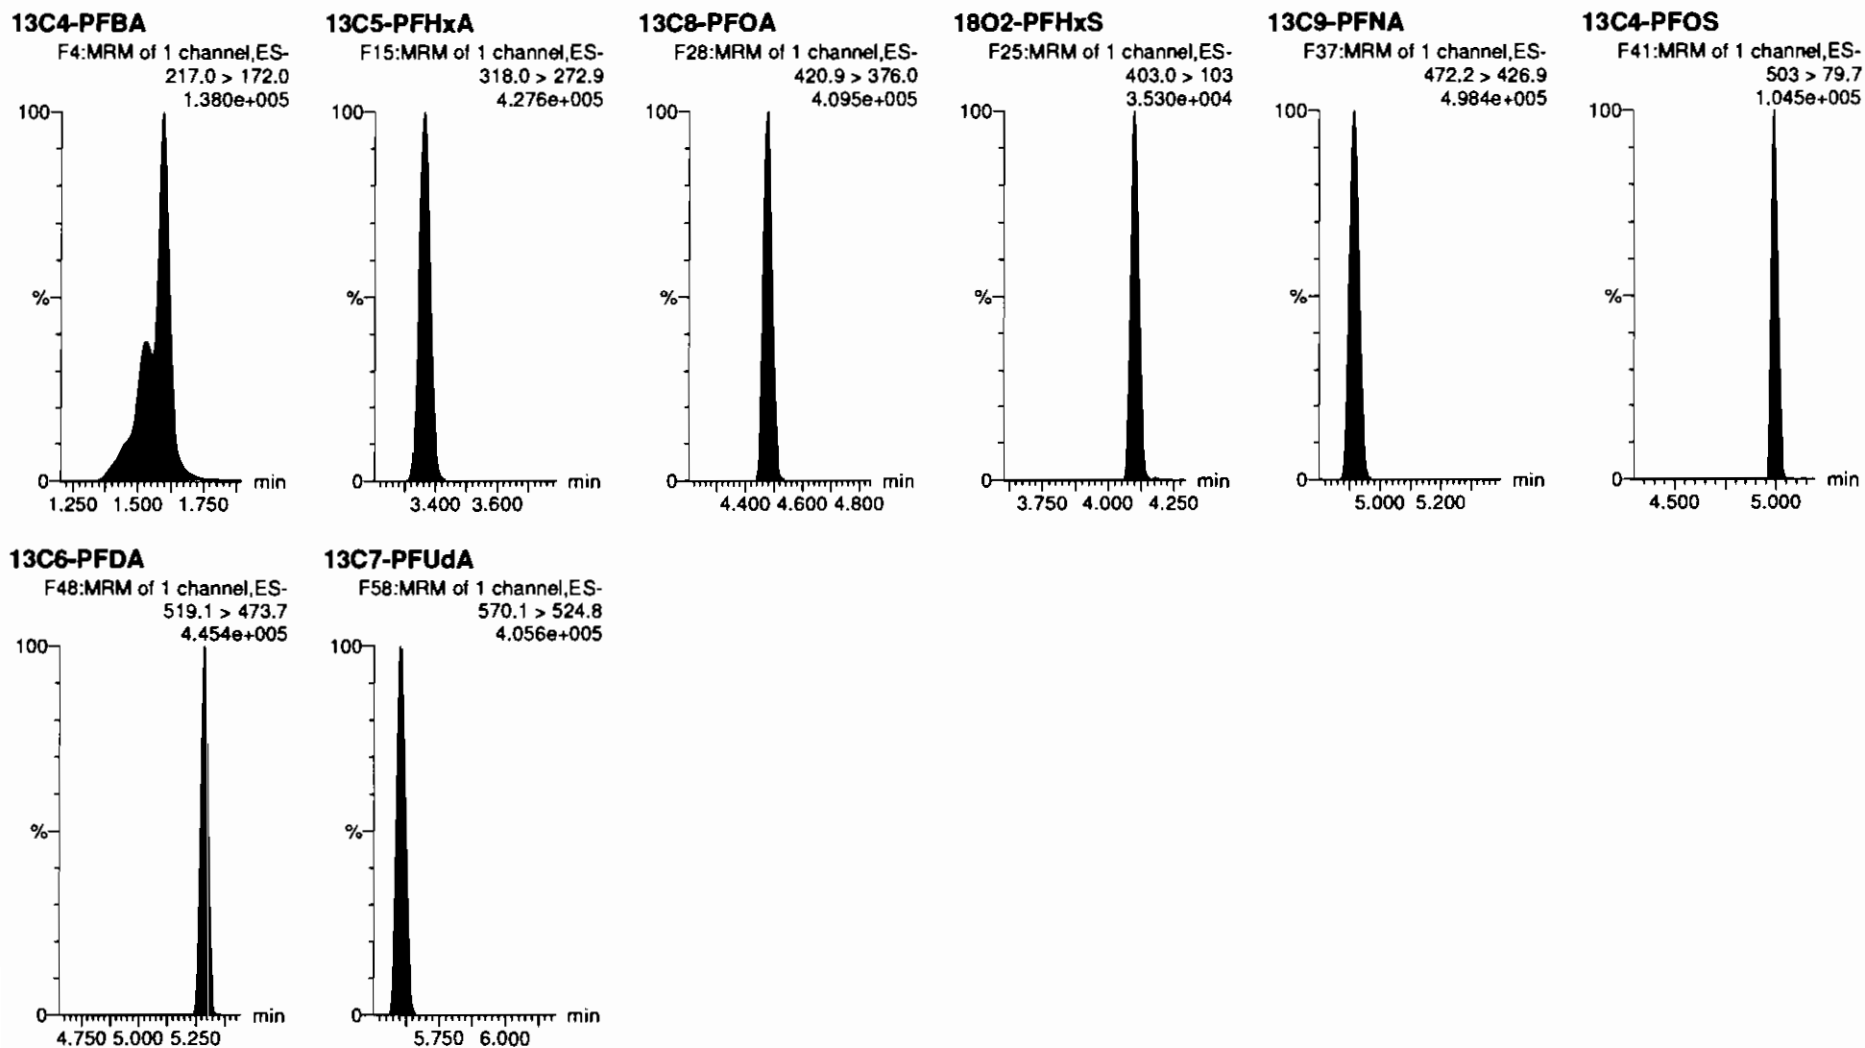 13C4-PFBA
F4:MRM of 1 channel,ES-
217.0 > 172.0
1.380e+005
100
%
0
min
1.250 1.500 1.750
13C5-PFHxA
F15:MRM of 1 channel,ES-
318.0 > 272.9
4.276e+005
100
%
0
min
3.400 3.600
13C8-PFOA
F28:MRM of 1 channel,ES-
420.9 > 376.0
4.095e+005
100
%
0
min
4.400 4.600 4.800
18O2-PFHxS
F25:MRM of 1 channel,ES-
403.0 > 103
3.530e+004
100
%
0
min
3.750 4.000 4.250
13C9-PFNA
F37:MRM of 1 channel,ES-
472.2 > 426.9
4.984e+005
100
%
0
min
5.000 5.200
13C4-PFOS
F41:MRM of 1 channel,ES-
503 > 79.7
1.045e+005
100
%
0
min
4.500 5.000
13C6-PFDA
F48:MRM of 1 channel,ES-
519.1 > 473.7
4.454e+005
100
%
0
min
4.750 5.000 5.250
13C7-PFUdA
F58:MRM of 1 channel,ES-
570.1 > 524.8
4.056e+005
100
%
0
min
5.750 6.000